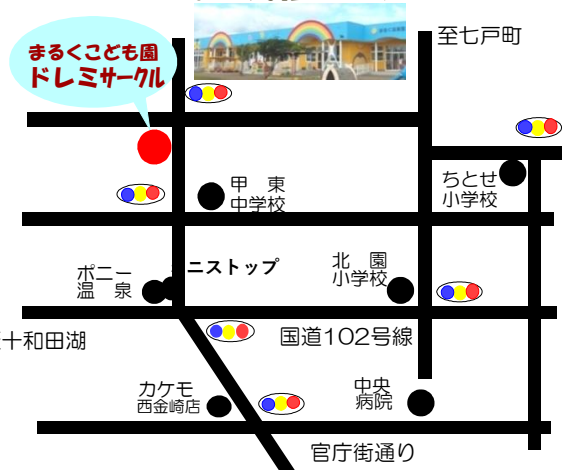 至七戸町
まるくこども園
ドレミサークル
甲 東
中学校
ちとせ
小学校
ニストップ
ポニー
温 泉
北 園
小学校
十和田湖
国道102号線
カケモ
西金崎店
中央
病院
官庁街通り